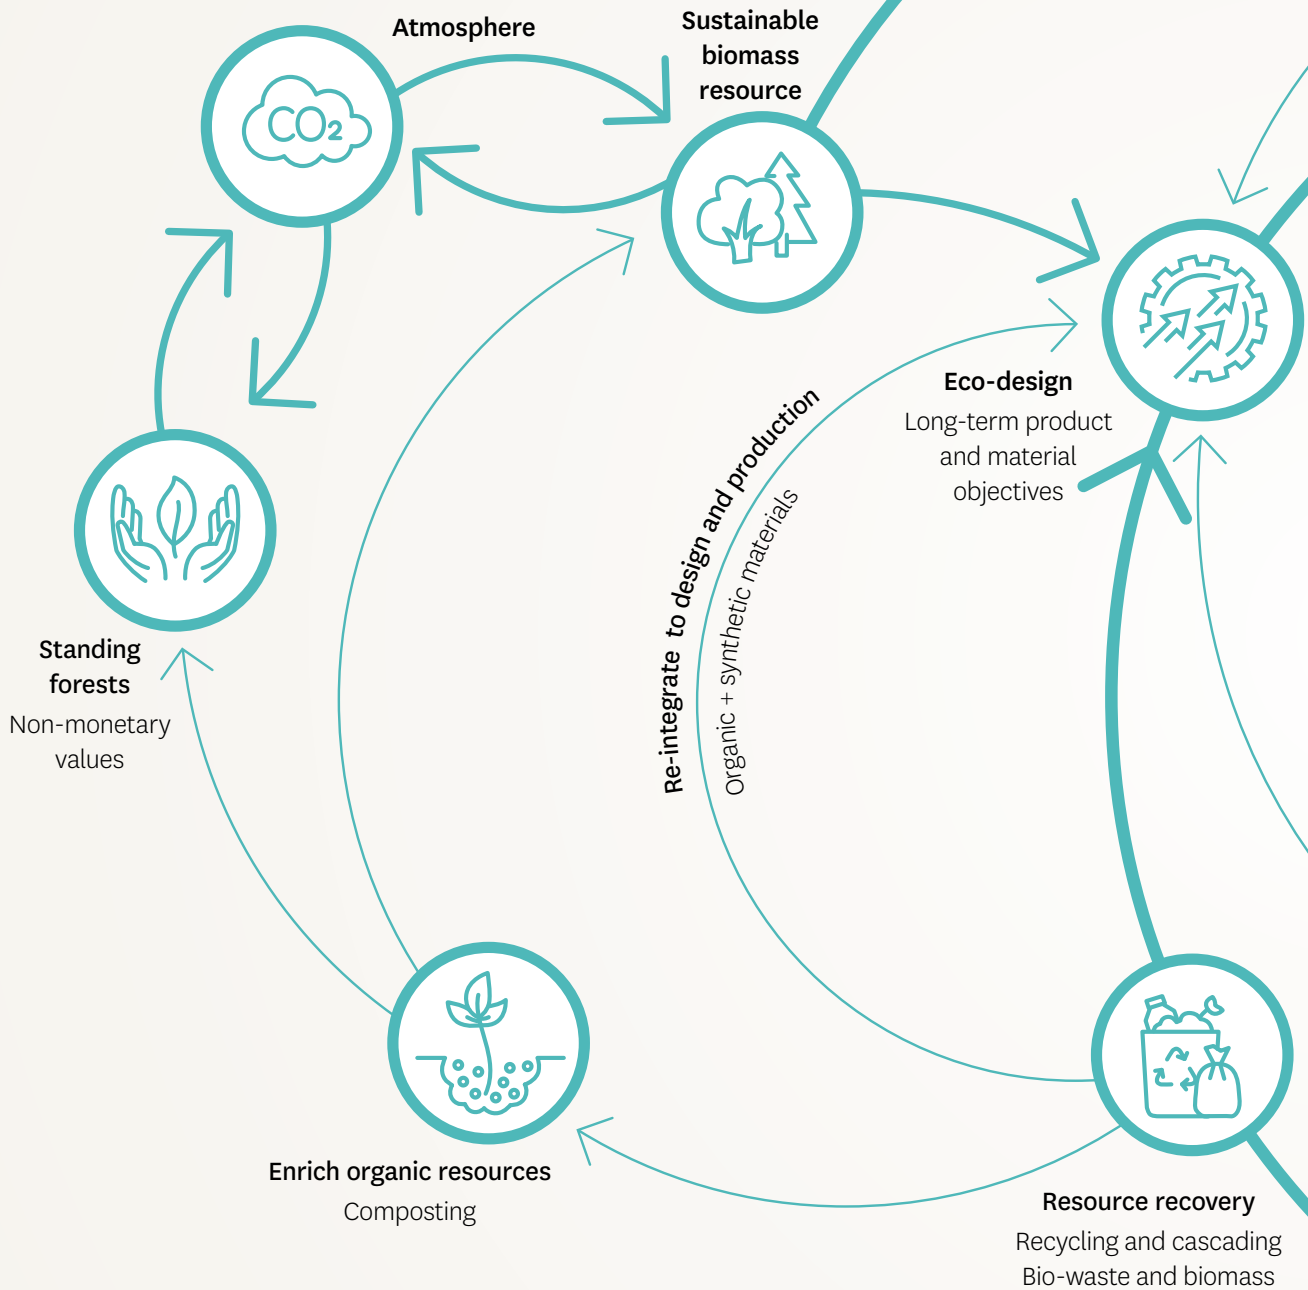 Atmosphere
Sustainable
biomass
resource
CO2
Eco-design
Long-term product
and material
objectives
Re-integrate to design and production
Organic + synthetic materials
Standing
forests
Non-monetary
values
Enrich organic resources
Composting
Resource recovery
Recycling and cascading
Bio-waste and biomass